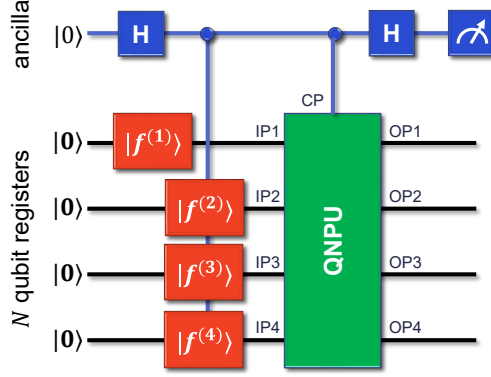 ancilla
|0⟩ H H
CP
N qubit registers
|0⟩ |f⁽¹⁾⟩ IP1 OP1
|0⟩ |f⁽²⁾⟩ IP2 OP2
QNPU
|0⟩ |f⁽³⁾⟩ IP3 OP3
|0⟩ |f⁽⁴⁾⟩ IP4 OP4